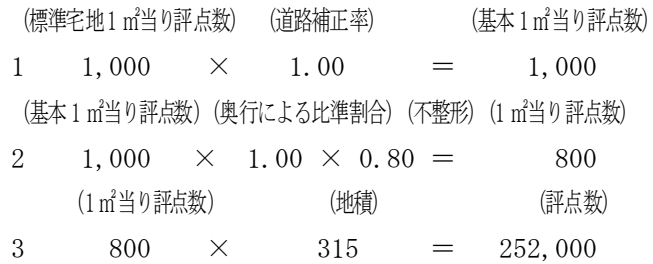 (標準宅地1㎡当り評点数) (道路補正率) (基本1㎡当り評点数)
1 1,000 × 1.00 = 1,000
(基本1㎡当り評点数) (奥行による比準割合) (不整形) (1㎡当り評点数)
2 1,000 × 1.00 × 0.80 = 800
(1㎡当り評点数) (地積) (評点数)
3 800 × 315 = 252,000